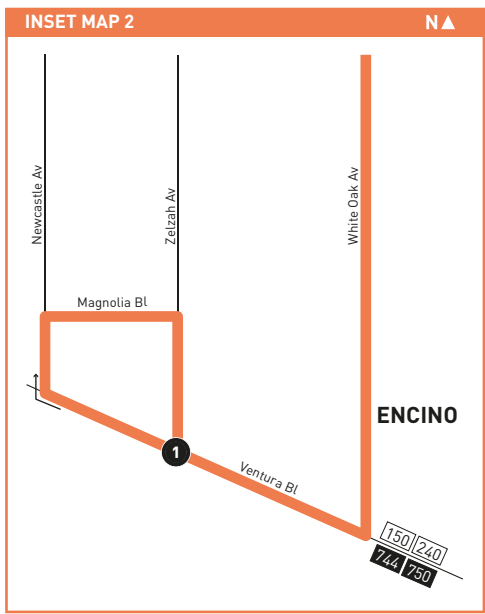 INSET MAP 2
N
Newcastle Av
Zelzah Av
White Oak Av
Magnolia Bl
ENCINO
1
Ventura Bl
150 240
744 750